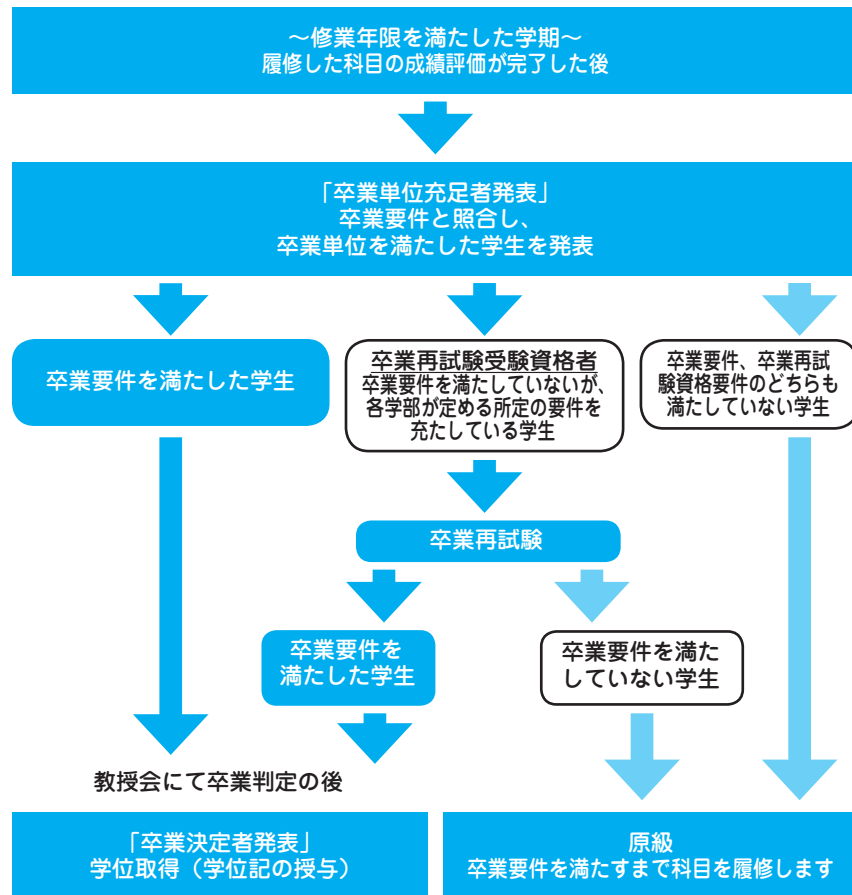 ～修業年限を満たした学期～
履修した科目の成績評価が完了した後
「卒業単位充足者発表」
卒業要件と照合し、
卒業単位を満たした学生を発表
卒業要件を満たした学生
卒業再試験受験資格者
卒業要件を満たしていないが、
各学部が定める所定の要件を
充たしている学生
卒業要件、卒業再試
験資格要件のどちらも
満たしていない学生
卒業再試験
卒業要件を
満たした学生
卒業要件を満た
していない学生
教授会にて卒業判定の後
「卒業決定者発表」
学位取得（学位記の授与）
原級
卒業要件を満たすまで科目を履修します